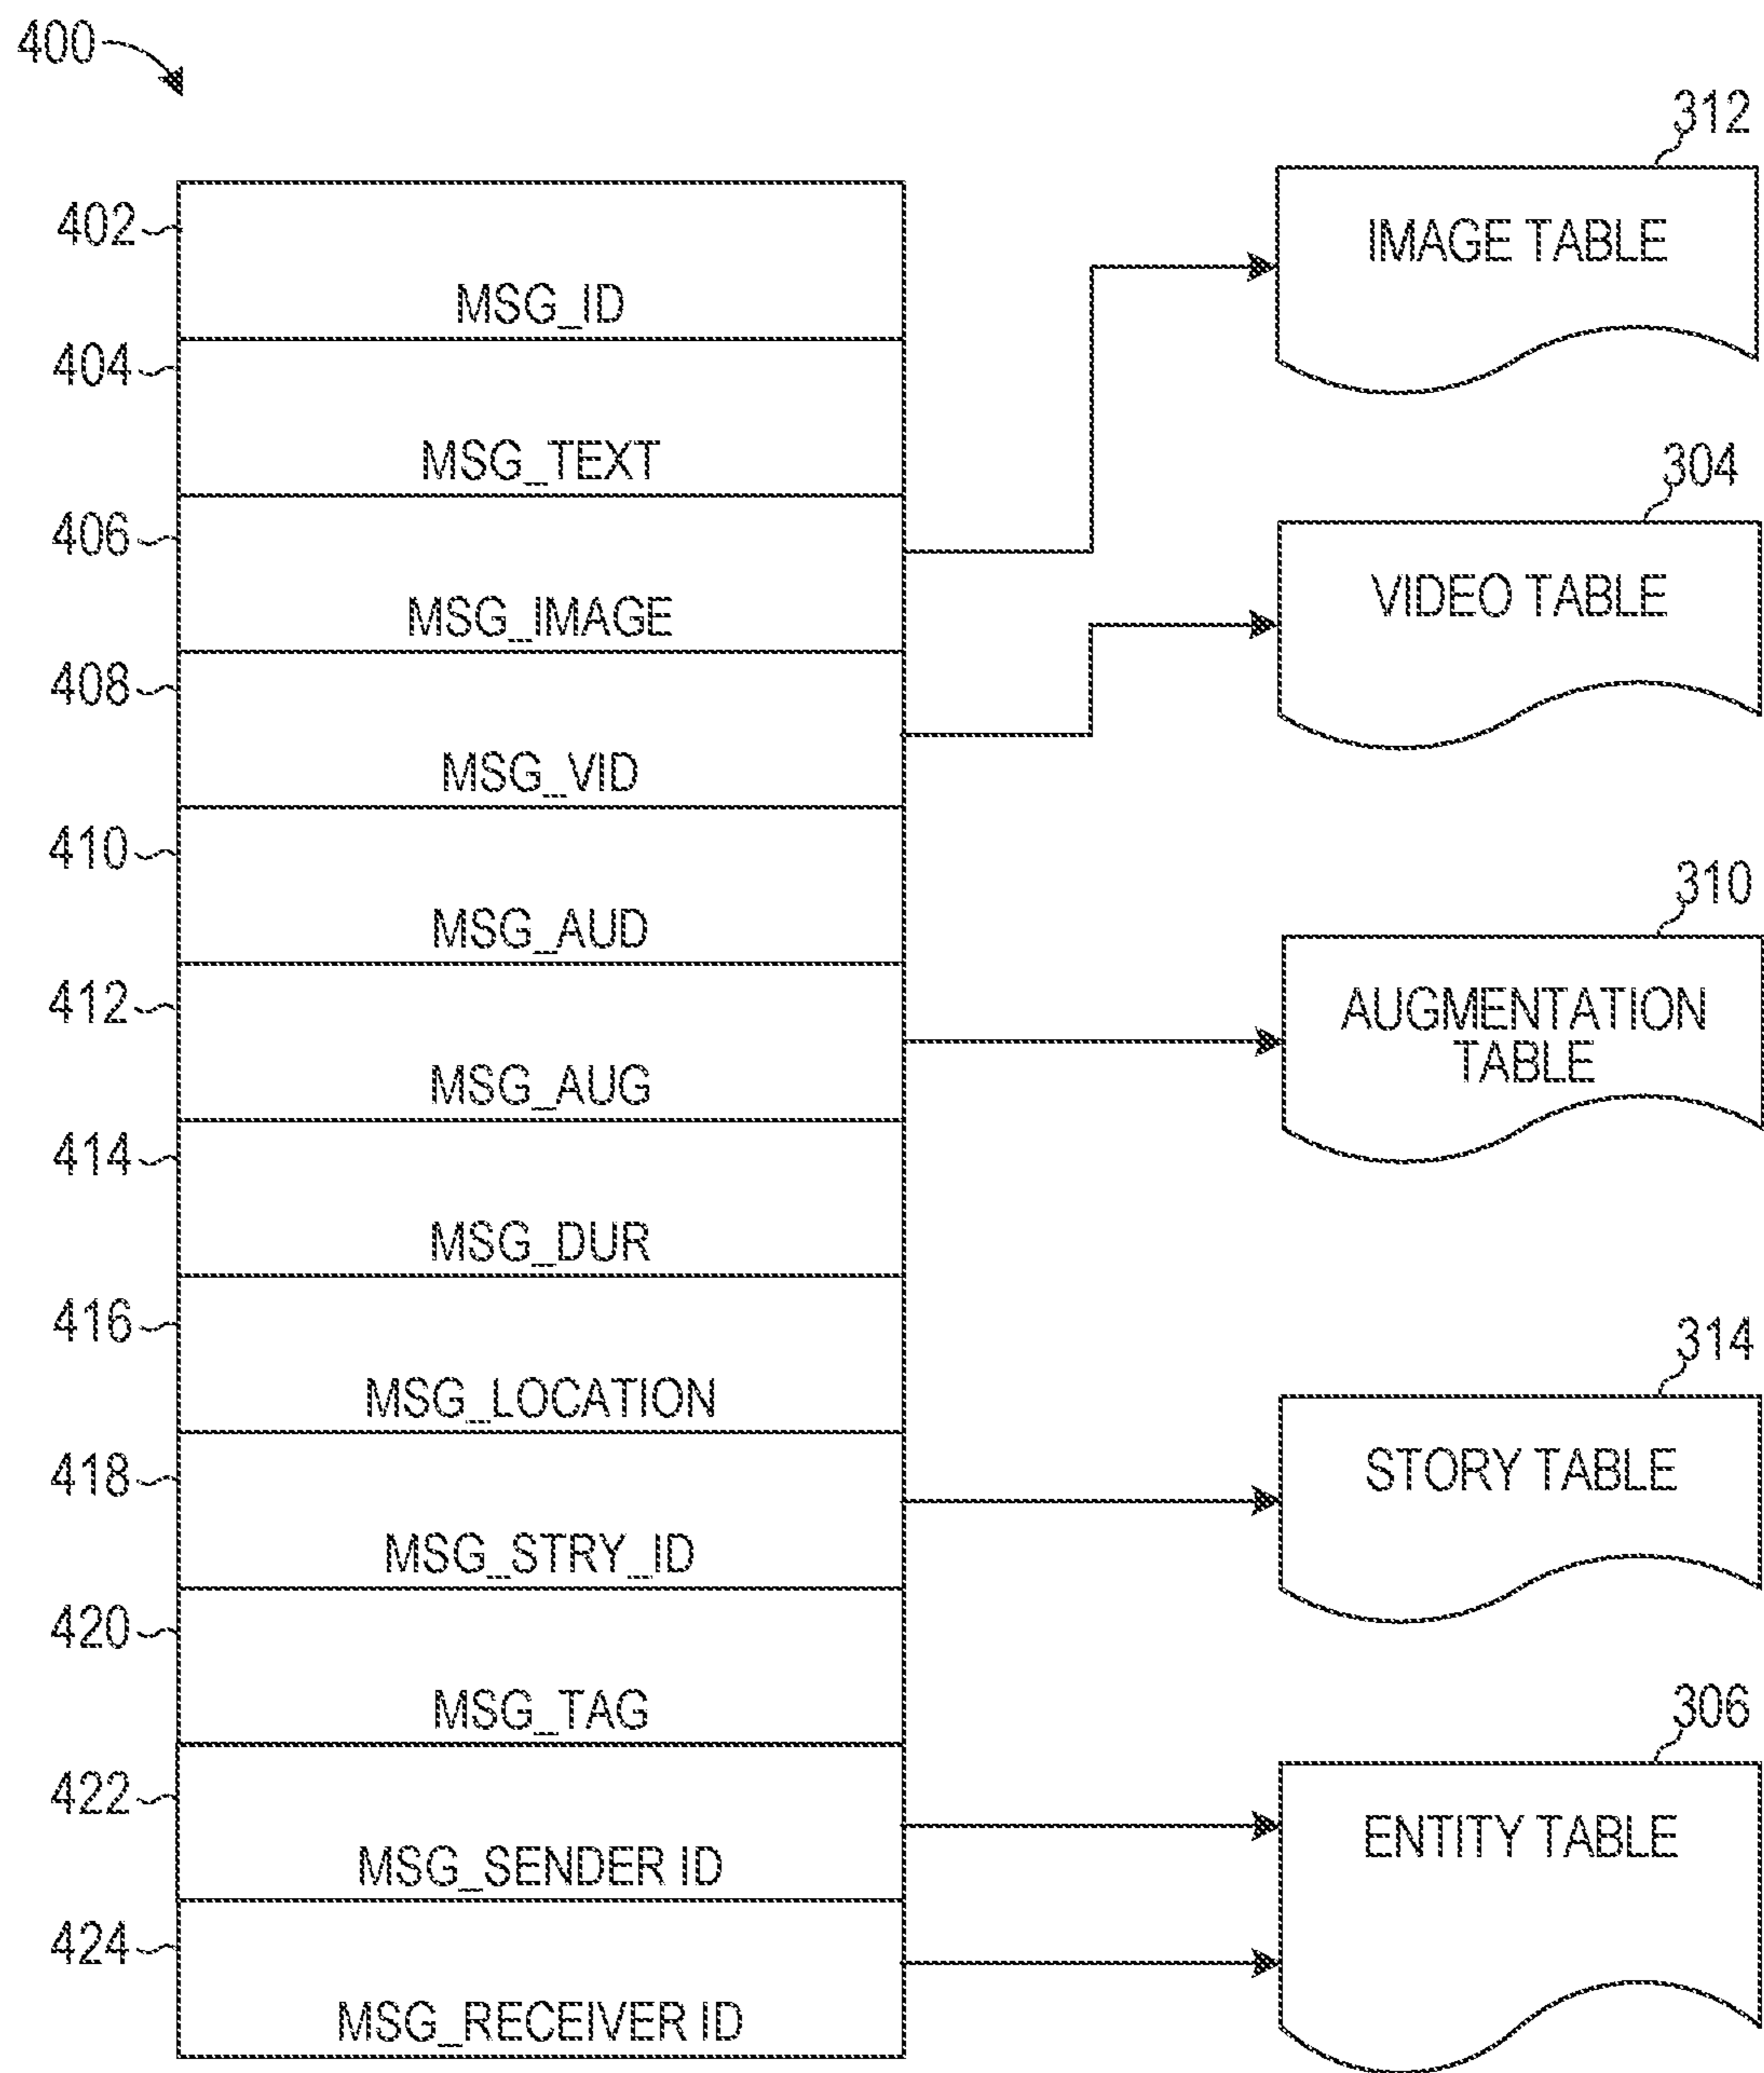 400
312
402
IMAGE TABLE
MSG_ID
404
MSG_TEXT
304
406
VIDEO TABLE
MSG_IMAGE
408
MSG_VID
410
310
MSG_AUD
412
AUGMENTATION
TABLE
MSG_AUG
414
MSG_DUR
416
314
MSG_LOCATION
418
STORY TABLE
MSG_STRY_ID
420
MSG_TAG
306
422
ENTITY TABLE
MSG_SENDER ID
424
MSG_RECEIVER ID